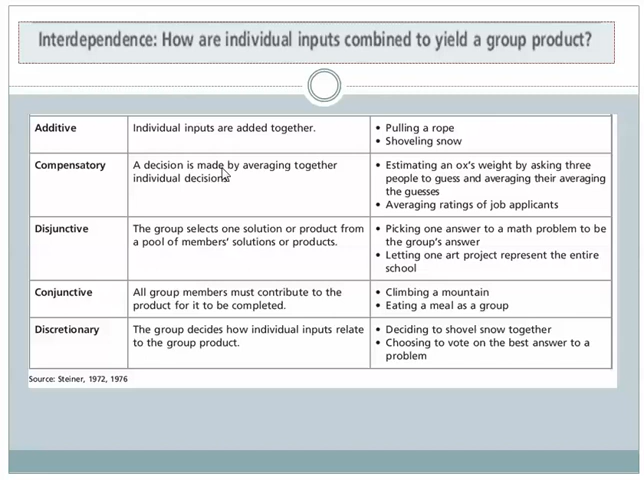 Interdependence: How are individual inputs combined to yield a group product?
Additive
Individual inputs are added together.
• Pulling a rope
• Shoveling snow
Compensatory
A decision is made by averaging together
individual decisions.
• Estimating an ox's weight by asking three
people to guess and averaging their averaging
the guesses
• Averaging ratings of job applicants
Disjunctive
The group selects one solution or product from
a pool of members' solutions or products.
• Picking one answer to a math problem to be
the group's answer
• Letting one art project represent the entire
school
Conjunctive
All group members must contribute to the
product for it to be completed.
• Climbing a mountain
• Eating a meal as a group
Discretionary
The group decides how individual inputs relate
to the group product.
• Deciding to shovel snow together
• Choosing to vote on the best answer to a
problem
Source: Steiner, 1972, 1976